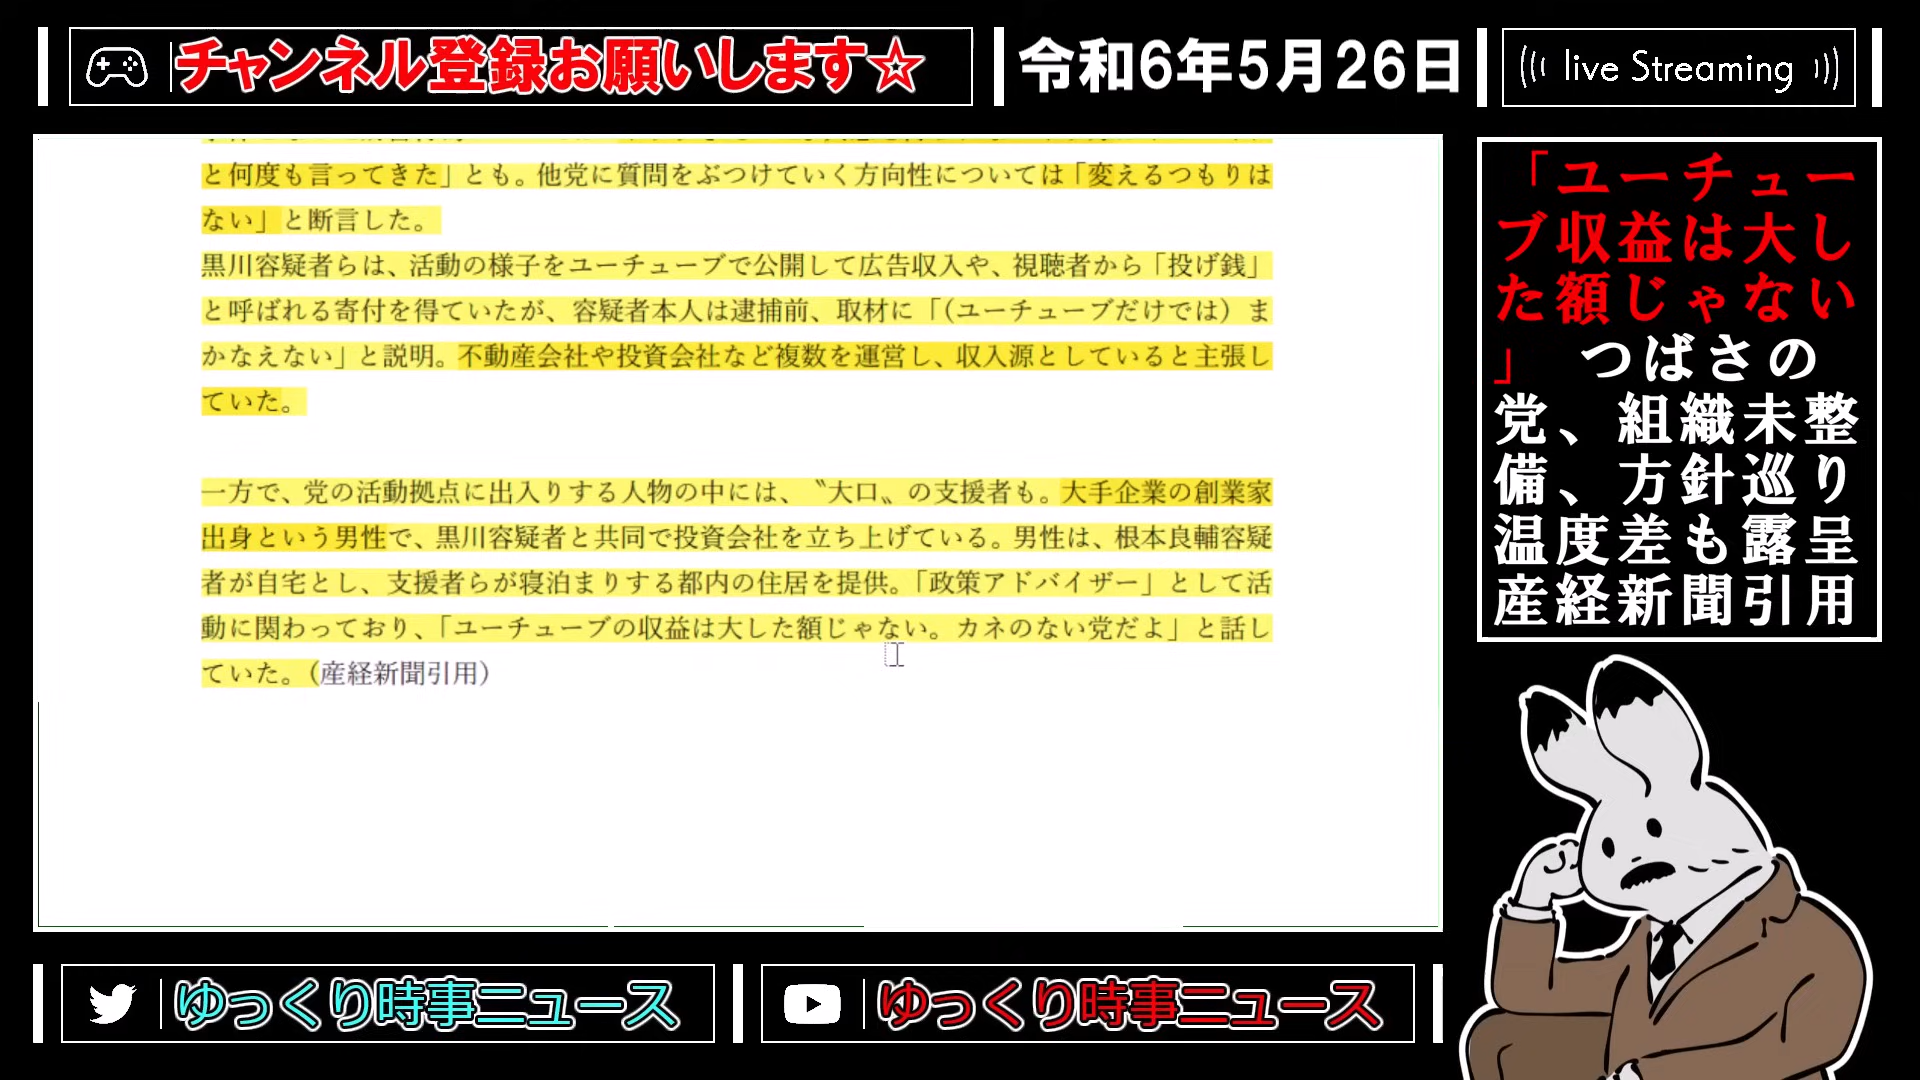 チャンネル登録お願いします☆
令和6年5月26日
live Streaming
と何度も言ってきた」とも。他党に質問をぶつけていく方向性については「変えるつもりは
ない」と断言した。
黒川容疑者らは、活動の様子をユーチューブで公開して広告収入や、視聴者から「投げ銭」
と呼ばれる寄付を得ていたが、容疑者本人は逮捕前、取材に「（ユーチューブだけでは）ま
かなえない」と説明。不動産会社や投資会社など複数を運営し、収入源としていると主張し
ていた。
一方で、党の活動拠点に出入りする人物の中には、〝大口〟の支援者も。大手企業の創業家
出身という男性で、黒川容疑者と共同で投資会社を立ち上げている。男性は、根本良輔容疑
者が自宅とし、支援者らが寝泊まりする都内の住居を提供。「政策アドバイザー」として活
動に関わっており、「ユーチューブの収益は大した額じゃない。カネのない党だよ」と話し
ていた。（産経新聞引用）
「ユーチュー
ブ収益は大し
た額じゃない
」　つばさの
党、組織未整
備、方針巡り
温度差も露呈
産経新聞引用
ゆっくり時事ニュース
ゆっくり時事ニュース